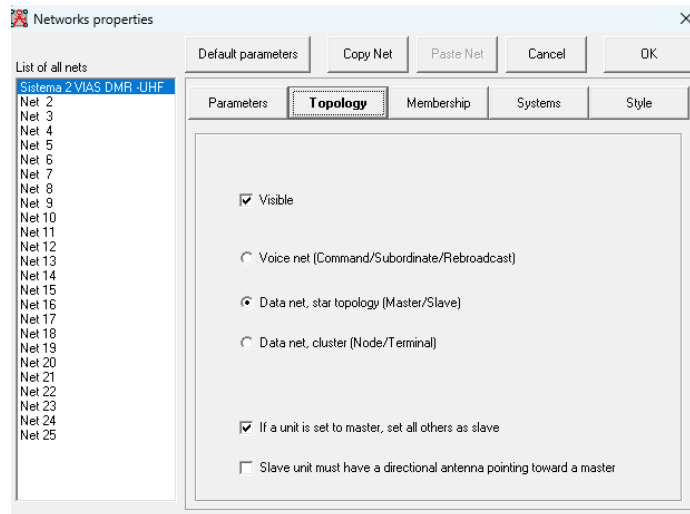 Networks properties
List of all nets
Default parameters
Copy Net
Paste Net
Cancel
OK
Sistema 2 VIAS DMR -UHF
Net 2
Net 3
Net 4
Net 5
Net 6
Net 7
Net 8
Net 9
Net 10
Net 11
Net 12
Net 13
Net 14
Net 15
Net 16
Net 17
Net 18
Net 19
Net 20
Net 21
Net 22
Net 23
Net 24
Net 25
Parameters
Topology
Membership
Systems
Style
Visible
Voice net (Command/Subordinate/Rebroadcast)
Data net, star topology (Master/Slave)
Data net, cluster (Node/Terminal)
If a unit is set to master, set all others as slave
Slave unit must have a directional antenna pointing toward a master